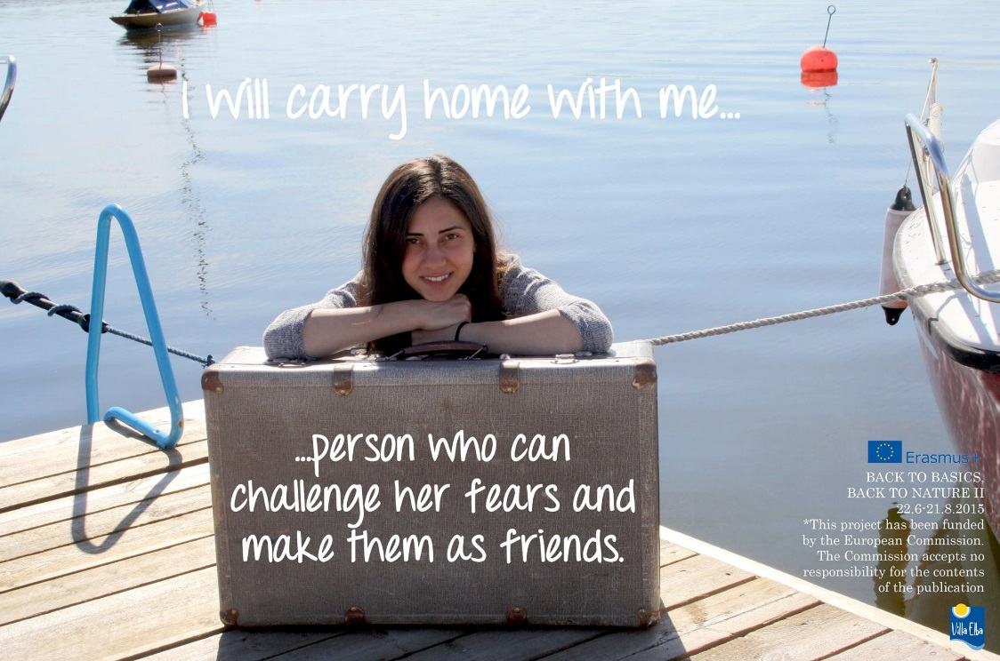 I will carry home with me...
...person who can
challenge her fears and
make them as friends.
Erasmus+
BACK TO BASICS,
BACK TO NATURE II
22.6-21.8.2015
*This project has been funded
by the European Commission.
The Commission accepts no
responsibility for the contents
of the publication
Villa Elba